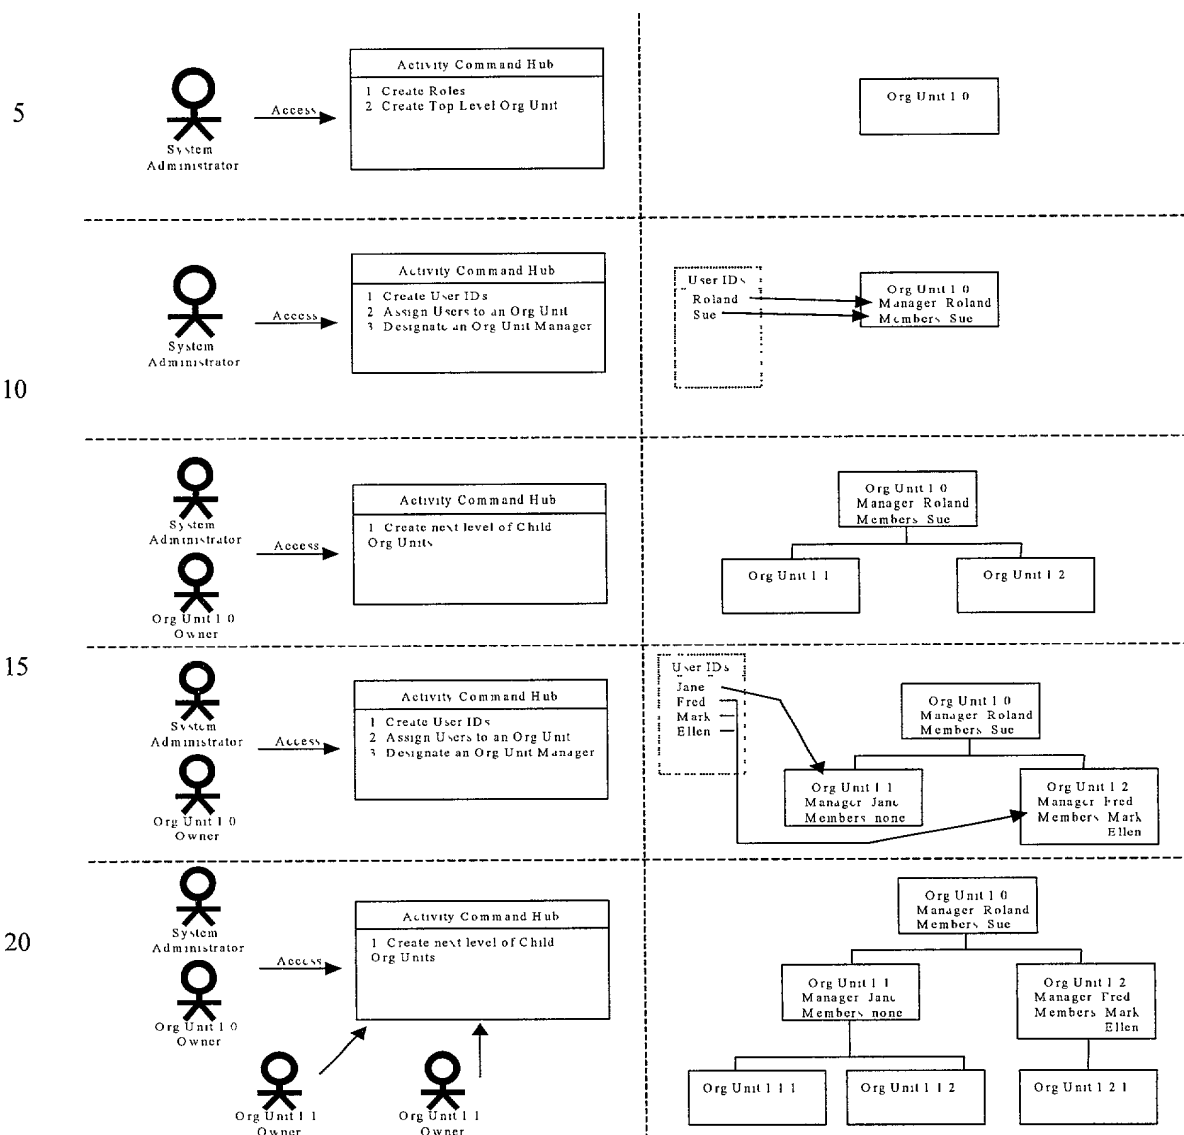 5
Activity Command Hub
1 Create Roles
2 Create Top Level Org Unit
Access
System
Administrator
Org Unit 1 0
Activity Command Hub
1 Create User IDs
2 Assign Users to an Org Unit
3 Designate an Org Unit Manager
Access
System
Administrator
User IDs
Roland
Sue
Org Unit 1 0
Manager Roland
Members Sue
10
Activity Command Hub
1 Create next level of Child
Org Units
System
Administrator
Access
Org Unit 1 0
Owner
Org Unit 1 0
Manager Roland
Members Sue
Org Unit 1 1
Org Unit 1 2
15
Activity Command Hub
1 Create User IDs
2 Assign Users to an Org Unit
3 Designate an Org Unit Manager
System
Administrator
Access
Org Unit 1 0
Owner
User IDs
Jane
Fred
Mark
Ellen
Org Unit 1 0
Manager Roland
Members Sue
Org Unit 1 1
Manager Jane
Members none
Org Unit 1 2
Manager Fred
Members Mark
Ellen
20
Activity Command Hub
1 Create next level of Child
Org Units
System
Administrator
Access
Org Unit 1 0
Owner
Org Unit 1 1
Owner
Org Unit 1 1
Owner
Org Unit 1 0
Manager Roland
Members Sue
Org Unit 1 1
Manager Jane
Members none
Org Unit 1 2
Manager Fred
Members Mark
Ellen
Org Unit 1 1 1
Org Unit 1 1 2
Org Unit 1 2 1